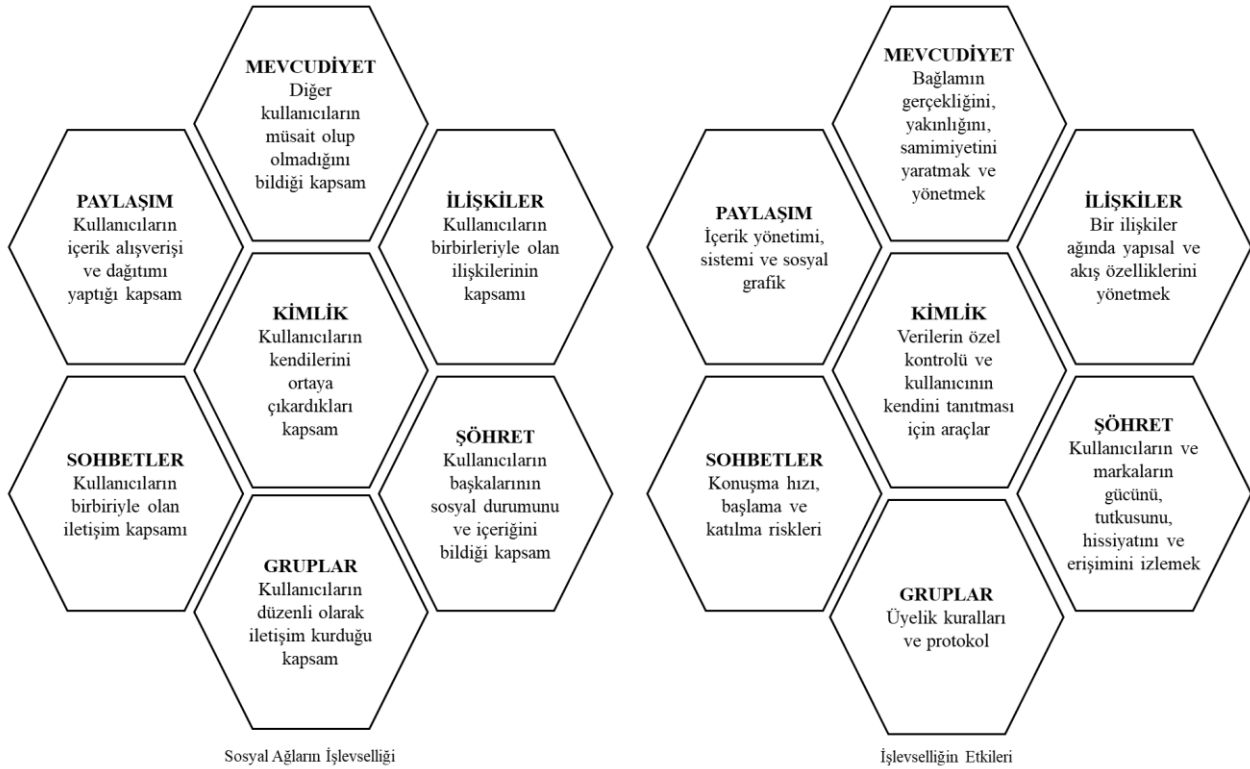 MEVCUDİYET
Diğer
kullanıcıların
müsait olup
olmadığını
bildiği kapsam
PAYLAŞIM
Kullanıcıların
içerik alışverişi
ve dağıtımı
yaptığı kapsam
İLİŞKİLER
Kullanıcıların
birbirleriyle olan
ilişkilerinin
kapsamı
KİMLİK
Kullanıcıların
kendilerini
ortaya
çıkardıkları
kapsam
SOHBETLER
Kullanıcıların
birbiriyle olan
iletişim kapsamı
ŞÖHRET
Kullanıcıların
başkalarının
sosyal durumunu
ve içeriğini
bildiği kapsam
GRUPLAR
Kullanıcıların
düzenli olarak
iletişim kurduğu
kapsam
Sosyal Ağların İşlevselliği
MEVCUDİYET
Bağlamın
gerçekliğini,
yakınlığını,
samimiyetini
yaratmak ve
yönetmek
PAYLAŞIM
İçerik yönetimi,
sistemi ve sosyal
grafik
İLİŞKİLER
Bir ilişkiler
ağında yapısal ve
akış özelliklerini
yönetmek
KİMLİK
Verilerin özel
kontrolü ve
kullanıcının
kendini tanıtması
için araçlar
SOHBETLER
Konuşma hızı,
başlama ve
katılma riskleri
ŞÖHRET
Kullanıcıların ve
markaların
gücünü,
tutkusunu,
hissiyatını ve
erişimini izlemek
GRUPLAR
Üyelik kuralları
ve protokol
İşlevselliğin Etkileri